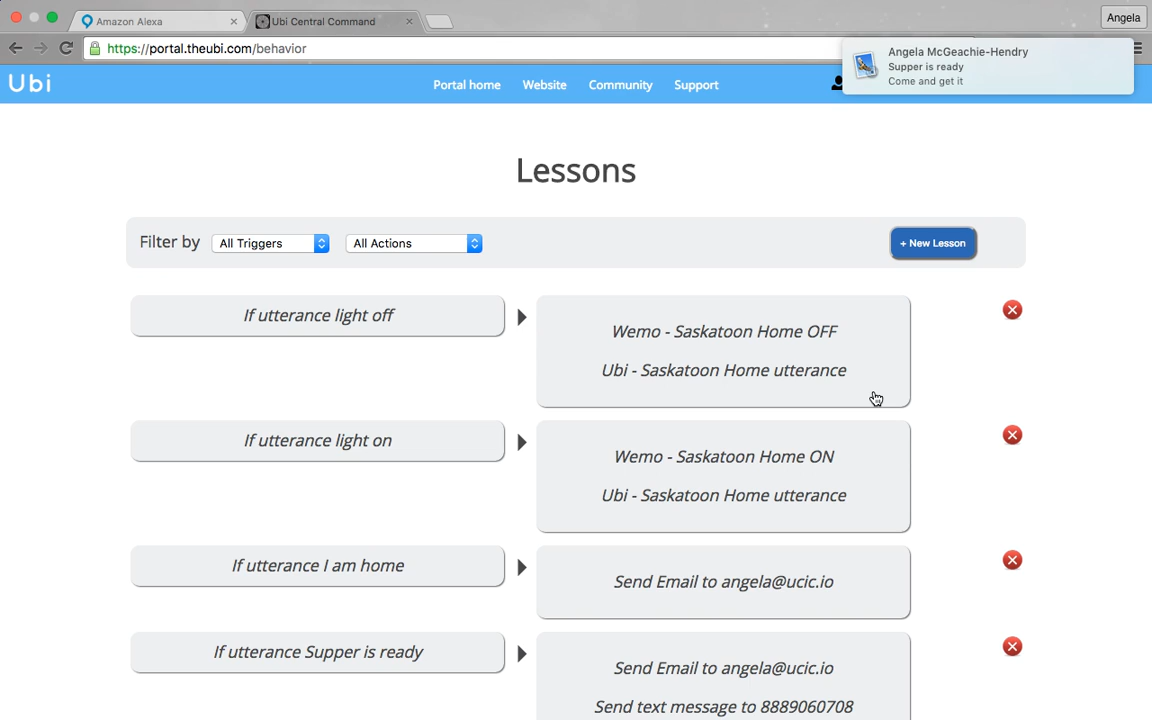 Amazon Alexa
Ubi Central Command
Angela
https://portal.theubi.com/behavior
Angela McGeachie-Hendry
Supper is ready
Come and get it
Ubi
Portal home Website Community Support
Lessons
Filter by All Triggers All Actions + New Lesson
If utterance light off
Wemo - Saskatoon Home OFF
Ubi - Saskatoon Home utterance
If utterance light on
Wemo - Saskatoon Home ON
Ubi - Saskatoon Home utterance
If utterance I am home
Send Email to angela@ucic.io
If utterance Supper is ready
Send Email to angela@ucic.io
Send text message to 8889060708